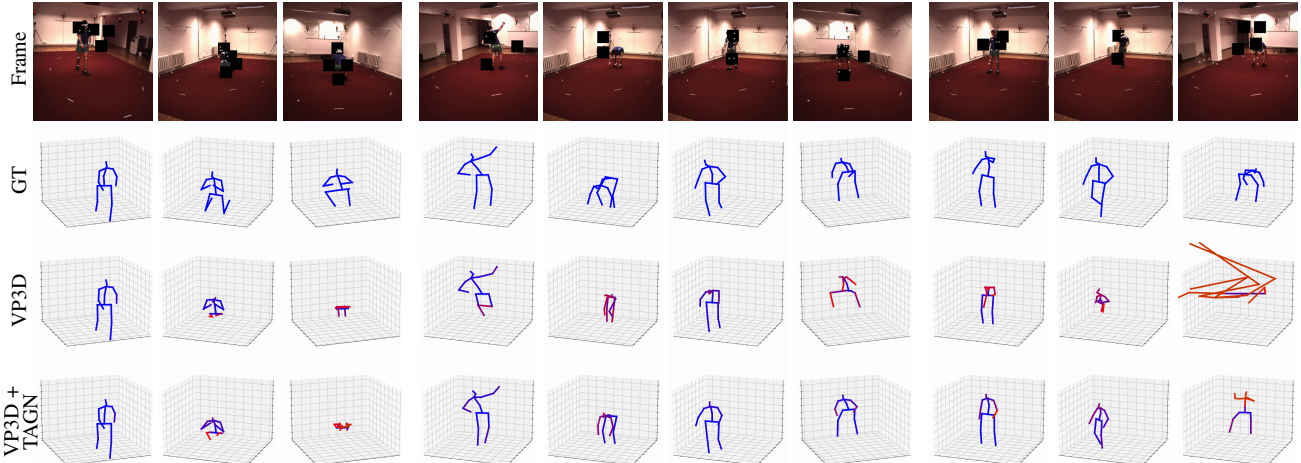 Frame
GT
VP3D
VP3D +
TAGN